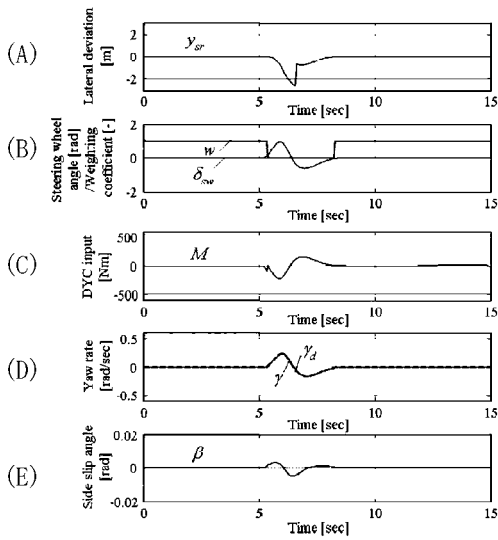 (A)
Lateral deviation
[m]
y_sr
0
-2
0 5 10 15
Time [sec]
(B)
Steering wheel
angle [rad]
/Weighting
coefficient [-]
2
0
-2
w
δ_sw
0 5 10 15
Time [sec]
(C)
DYC input
[Nm]
500
0
-500
M
0 5 10 15
Time [sec]
(D)
Yaw rate
[rad/sec]
0.5
0
-0.5
γ_d
γ
0 5 10 15
Time [sec]
(E)
Side slip angle
[rad]
0.02
0
-0.02
β
0 5 10 15
Time [sec]